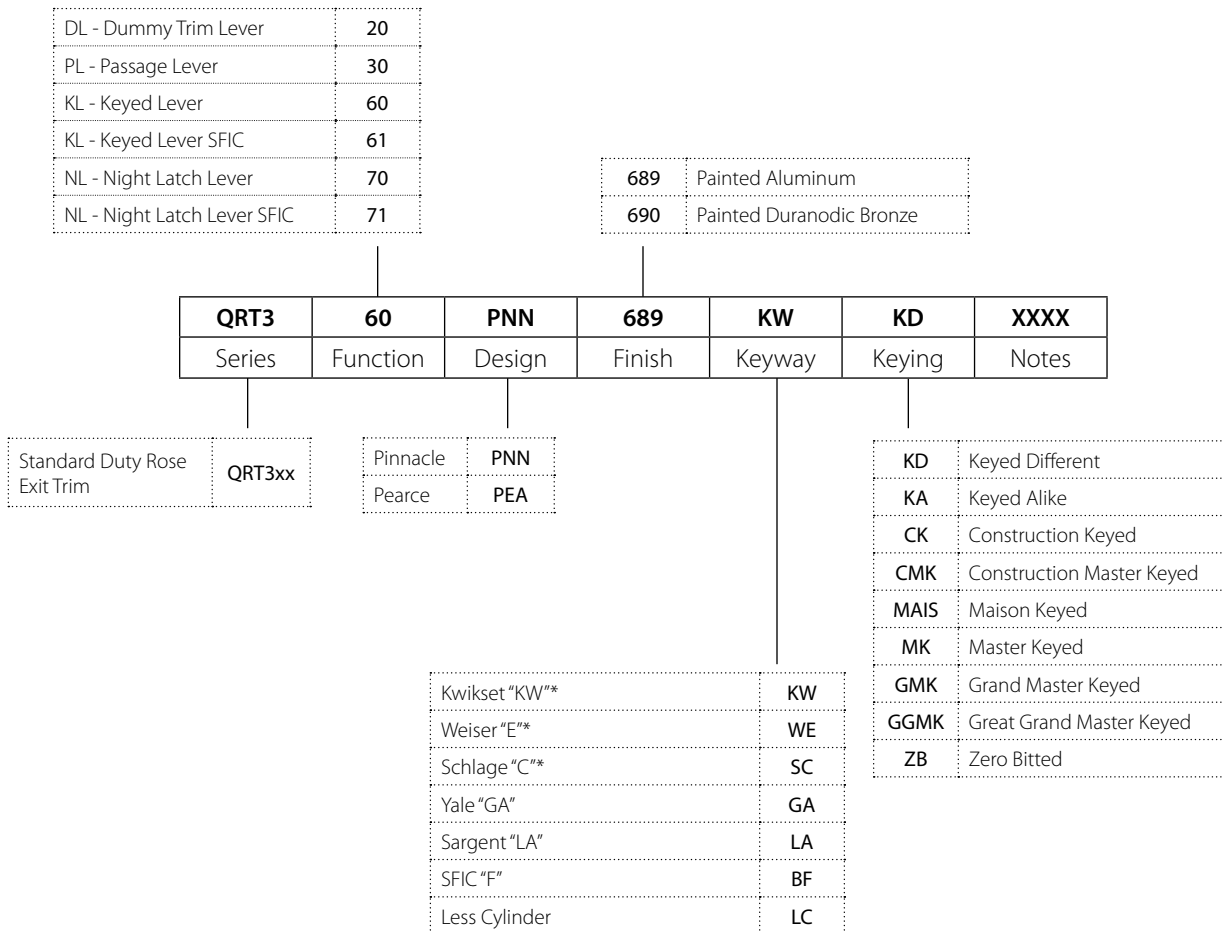 DL - Dummy Trim Lever 20
PL - Passage Lever 30
KL - Keyed Lever 60
KL - Keyed Lever SFIC 61
NL - Night Latch Lever 70
NL - Night Latch Lever SFIC 71
689 Painted Aluminum
690 Painted Duranodic Bronze
QRT3 60 PNN 689 KW KD XXXX
Series Function Design Finish Keyway Keying Notes
Standard Duty Rose
Exit Trim QRT3xx
Pinnacle PNN
Pearce PEA
KD Keyed Different
KA Keyed Alike
CK Construction Keyed
CMK Construction Master Keyed
MAIS Maison Keyed
MK Master Keyed
GMK Grand Master Keyed
GGMK Great Grand Master Keyed
ZB Zero Bitted
Kwikset “KW”* KW
Weiser “E”* WE
Schlage “C”* SC
Yale “GA” GA
Sargent “LA” LA
SFIC “F” BF
Less Cylinder LC